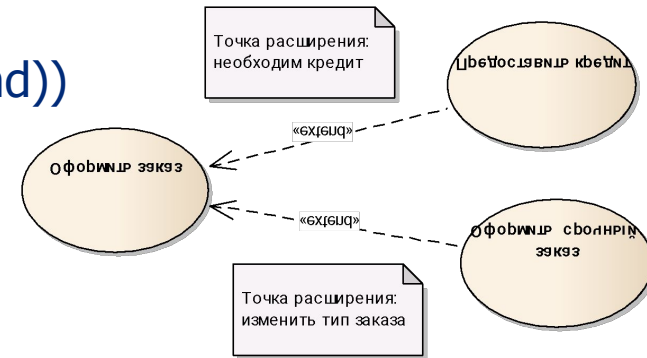 nd))
Точка расширения:
необходим кредит
Предоставить кредит
«extend»
Оформить заказ
«extend»
Оформить срочный
заказ
Точка расширения:
изменить тип заказа